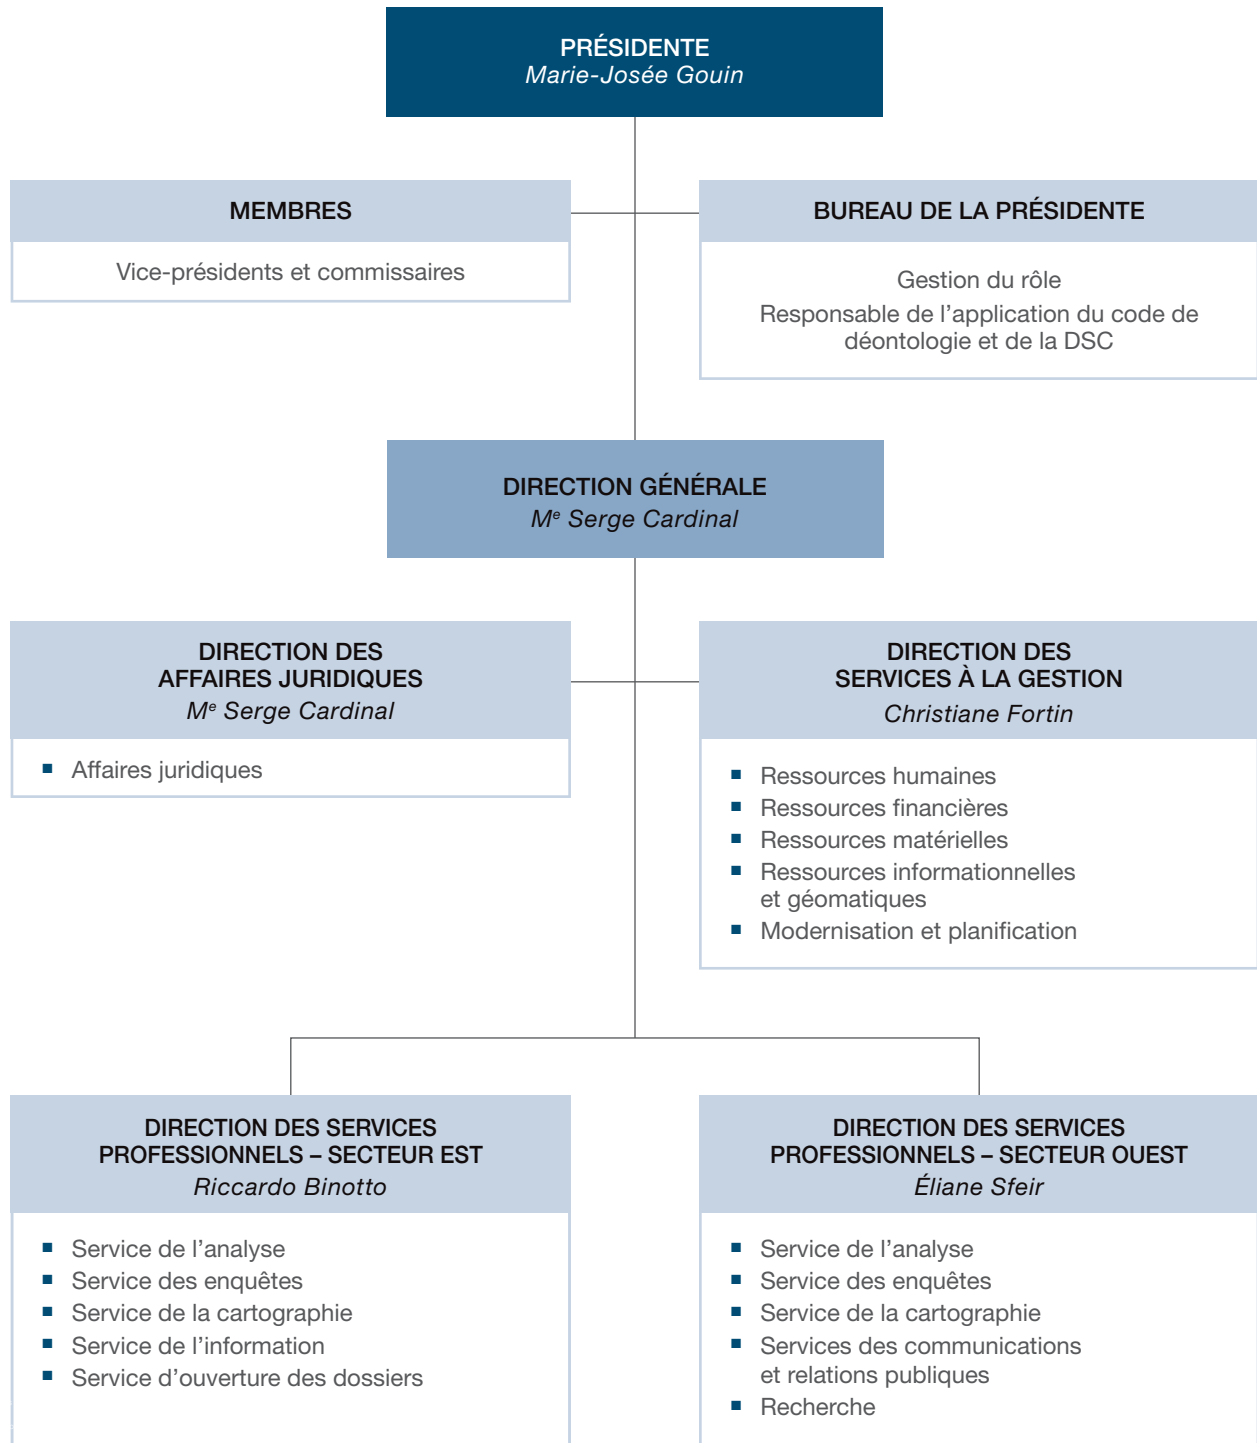 PRÉSIDENTE
Marie-Josée Gouin
MEMBRES
Vice-présidents et commissaires
BUREAU DE LA PRÉSIDENTE
Gestion du rôle
Responsable de l’application du code de
déontologie et de la DSC
DIRECTION GÉNÉRALE
Me Serge Cardinal
DIRECTION DES
AFFAIRES JURIDIQUES
Me Serge Cardinal
■ Affaires juridiques
DIRECTION DES
SERVICES À LA GESTION
Christiane Fortin
■ Ressources humaines
■ Ressources financières
■ Ressources matérielles
■ Ressources informationnelles
et géomatiques
■ Modernisation et planification
DIRECTION DES SERVICES
PROFESSIONNELS – SECTEUR EST
Riccardo Binotto
■ Service de l’analyse
■ Service des enquêtes
■ Service de la cartographie
■ Service de l’information
■ Service d’ouverture des dossiers
DIRECTION DES SERVICES
PROFESSIONNELS – SECTEUR OUEST
Éliane Sfeir
■ Service de l’analyse
■ Service des enquêtes
■ Service de la cartographie
■ Services des communications
et relations publiques
■ Recherche